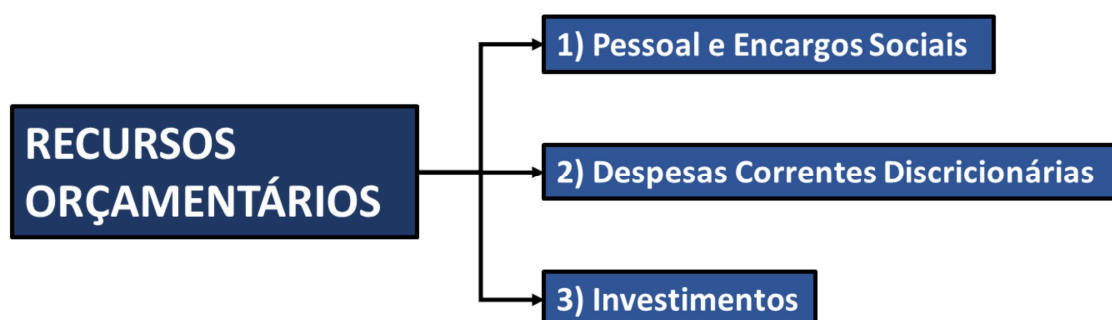 RECURSOS
ORÇAMENTÁRIOS
1) Pessoal e Encargos Sociais
2) Despesas Correntes Discricionárias
3) Investimentos